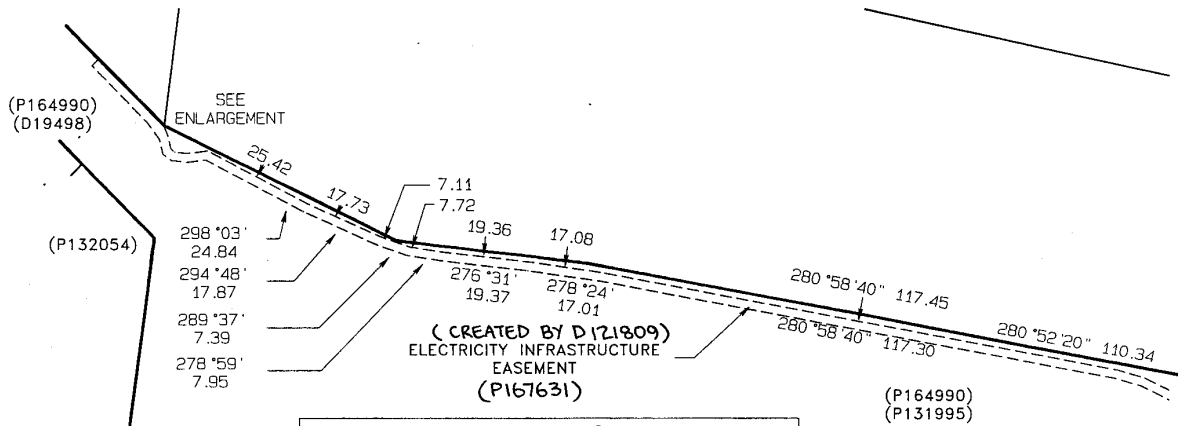 (P164990)
(D19498)
SEE
ENLARGEMENT
25.42
17.73
7.11
7.72
19.36
17.08
(P132054)
298°03'
24.84
294°48'
17.87
289°37'
7.39
278°59'
7.95
276°31'
19.37
278°24'
17.01
280°58'40" 117.45
280°58'40" 117.30
280°52'20" 110.34
(CREATED BY D121809)
ELECTRICITY INFRASTRUCTURE
EASEMENT
(P167631)
(P164990)
(P131995)